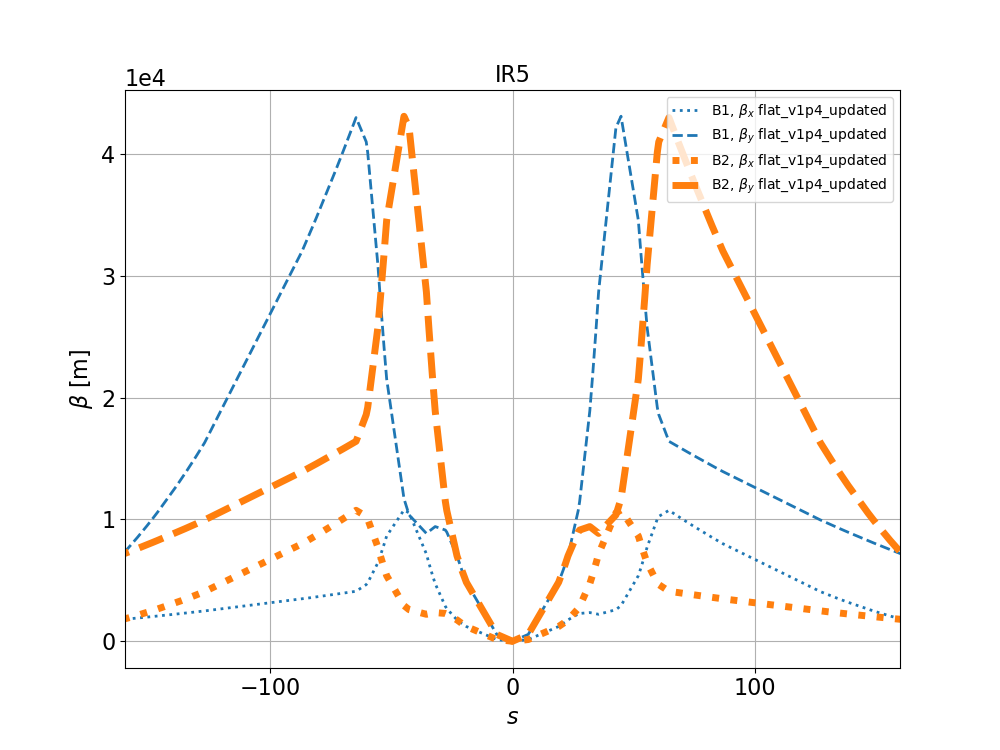 IR5
1e4
B1, βx flat_v1p4_updated
B1, βy flat_v1p4_updated
B2, βx flat_v1p4_updated
B2, βy flat_v1p4_updated
4
3
2
1
0
β [m]
−100
0
100
s